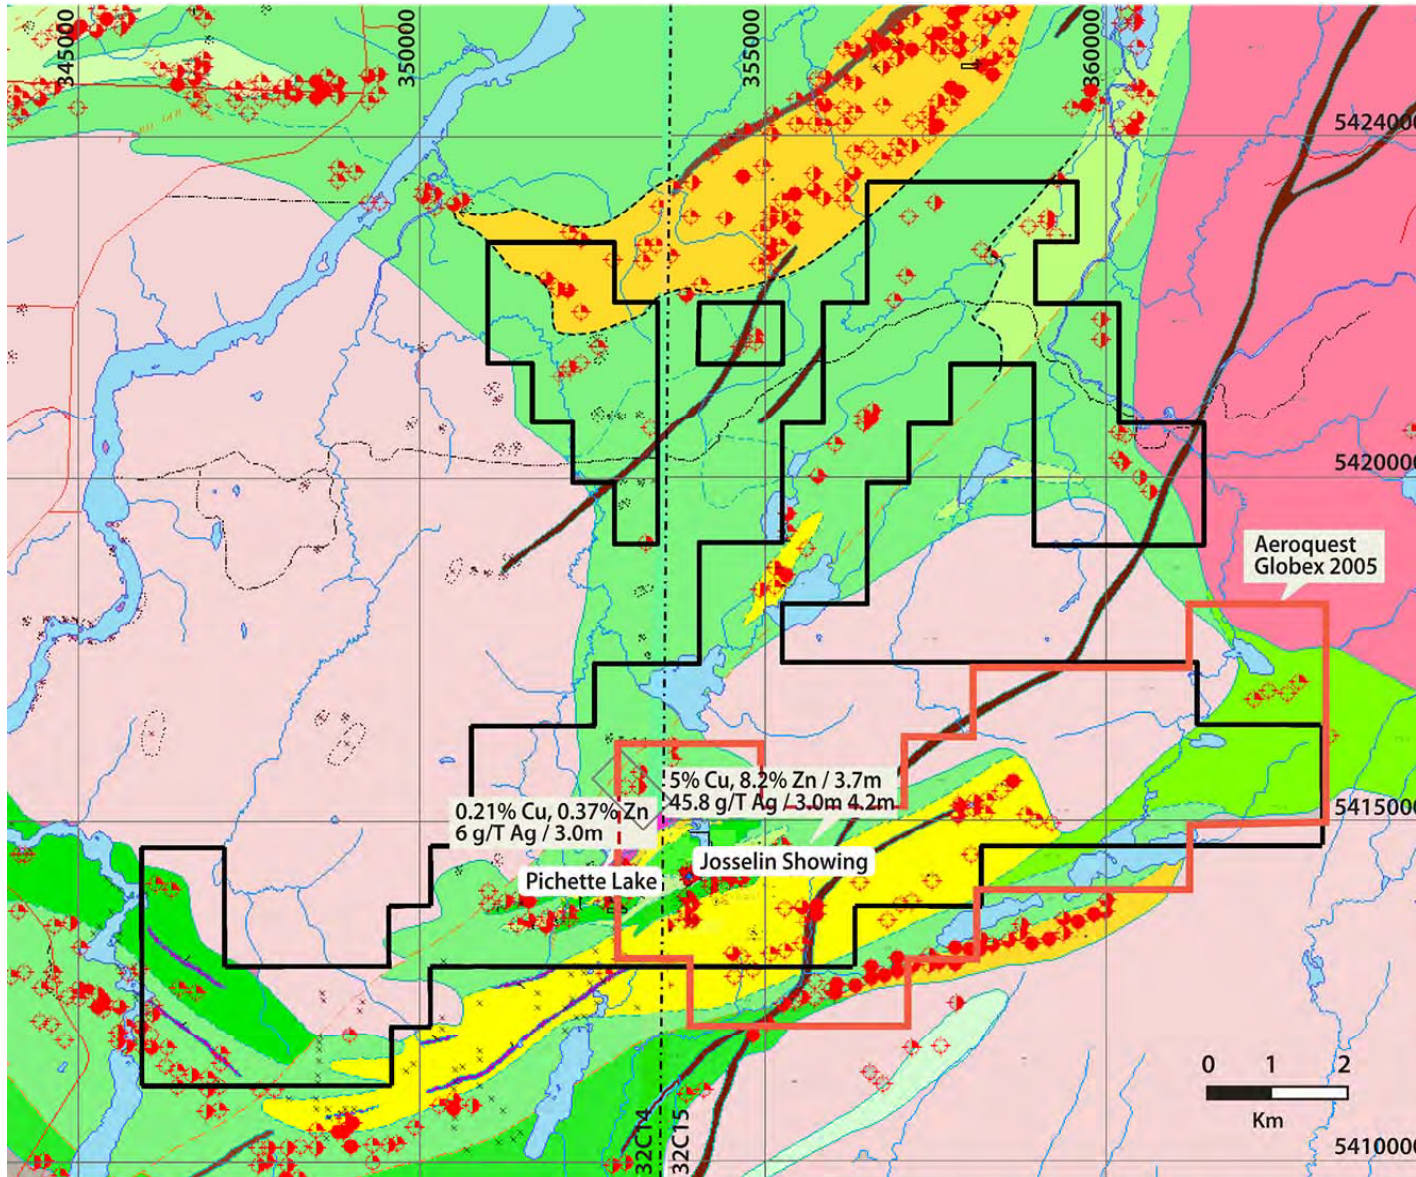 345000
350000
355000
360000
5424000
5420000
Aeroquest
Globex 2005
5% Cu, 8.2% Zn / 3.7m
45.8 g/T Ag / 3.0m 4.2m
0.21% Cu, 0.37% Zn
6 g/T Ag / 3.0m
5415000
Josselin Showing
Pichette Lake
0 1 2
Km
32C14
32C15
5410000